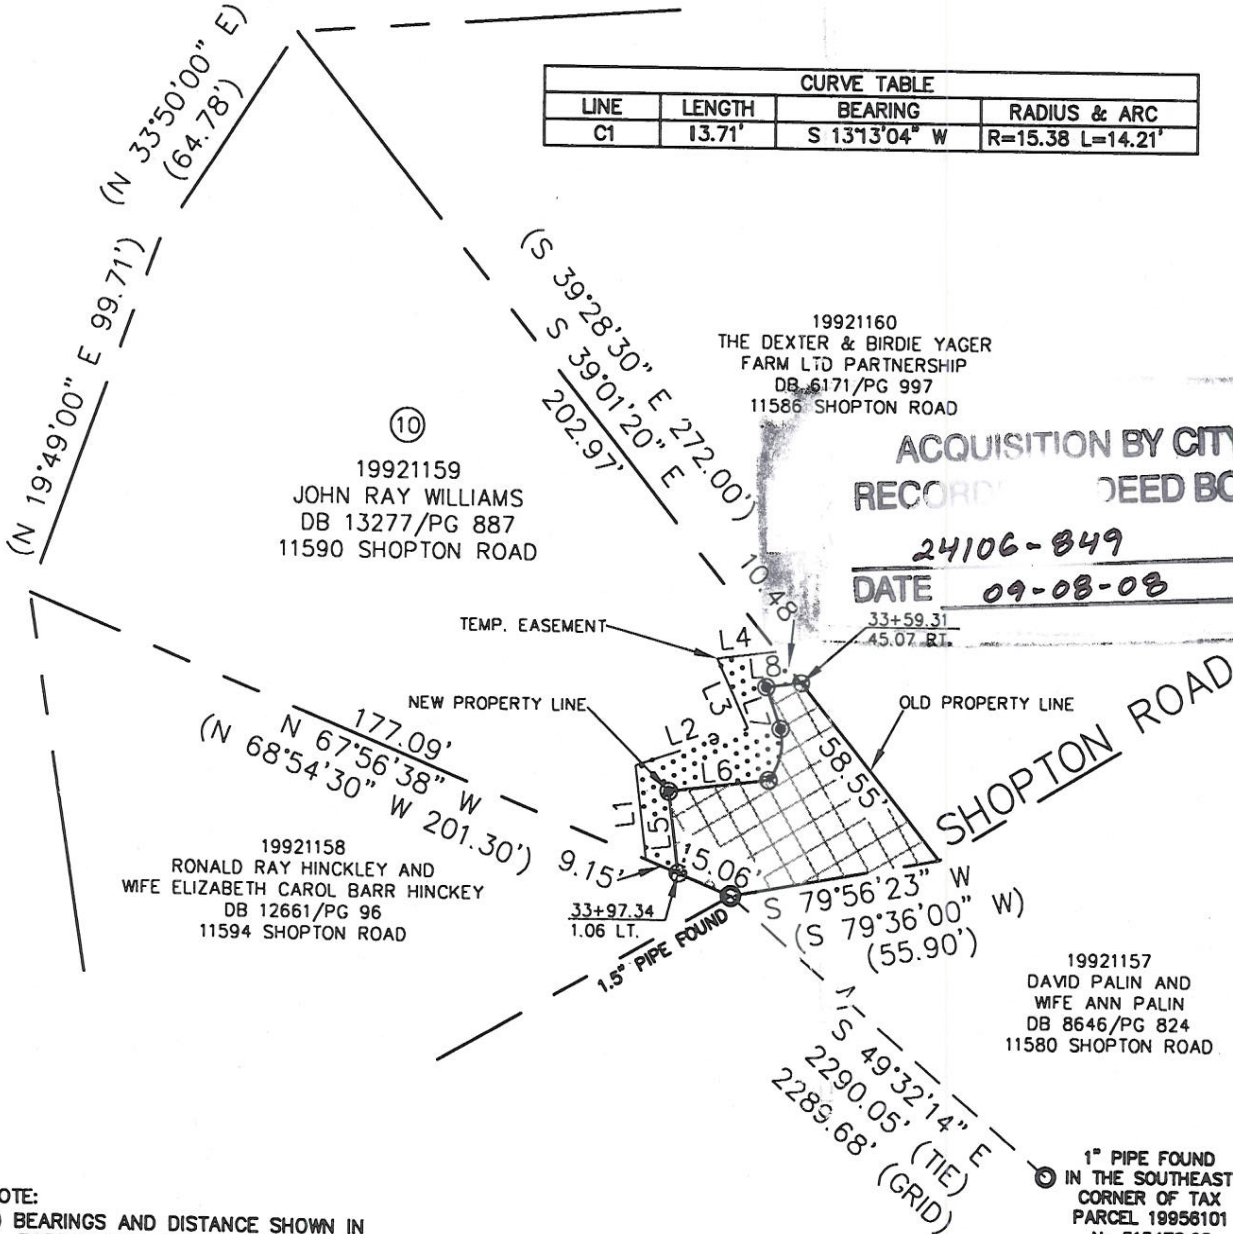 (N 33°50'00" E)
(64.78')
(N 19°49'00" E 99.71')
CURVE TABLE
LINE LENGTH BEARING RADIUS & ARC
C1 13.71' S 13°13'04" W R=15.38 L=14.21'
(S 39°28'30" E 272.00')
S 39°01'20" E
202.97'
19921160
THE DEXTER & BIRDIE YAGER
FARM LTD PARTNERSHIP
DB 6171/PG 997
11586 SHOPTON ROAD
10
19921159
JOHN RAY WILLIAMS
DB 13277/PG 887
11590 SHOPTON ROAD
ACQUISITION BY CITY
DEED BO
24106-849
DATE 09-08-08
10.48
33+59.31
45.07 RT.
TEMP. EASEMENT
L4
L8
L3
L7
NEW PROPERTY LINE
OLD PROPERTY LINE
L2
L6
L1
L5
58.55'
SHOPTON ROAD
177.09'
N 67°56'38" W
(N 68°54'30" W 201.30')
9.15'
15.06'
19921158
RONALD RAY HINCKLEY AND
WIFE ELIZABETH CAROL BARR HINCKEY
DB 12661/PG 96
11594 SHOPTON ROAD
33+97.34
1.06 LT.
1.5" PIPE FOUND
S 79°56'23" W
(S 79°36'00" W)
(55.90')
19921157
DAVID PALIN AND
WIFE ANN PALIN
DB 8646/PG 824
11580 SHOPTON ROAD
S 49°32'14" E
2290.05' (TIE)
2289.68' (GRID)
1" PIPE FOUND
IN THE SOUTHEAST
CORNER OF TAX
PARCEL 19956101
OTE:
) BEARINGS AND DISTANCE SHOWN IN